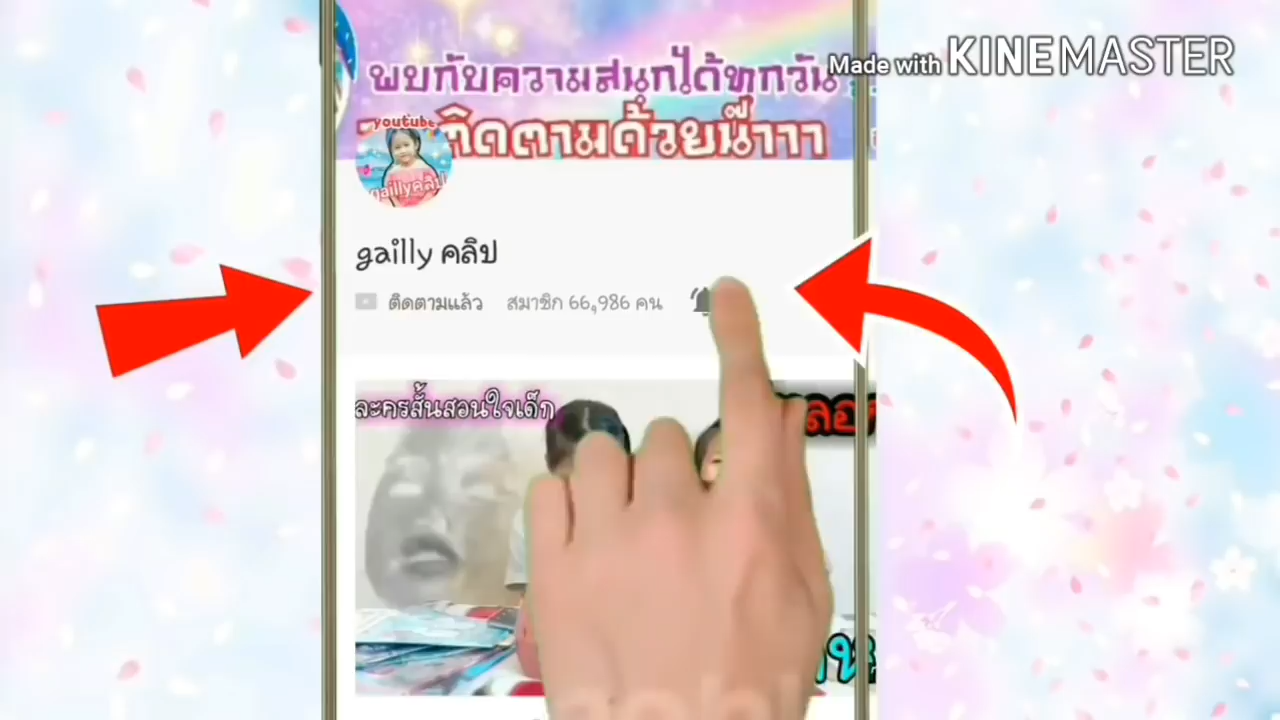 Made with KINEMASTER
พบกับความสนุกได้ทุกวัน
กดติดตามด้วยน๊าาา
youtube
gaillyคลิป
gailly คลิป
ติดตามแล้ว สมาชิก 66,986 คน
ละครสั้นสอนใจเด็ก